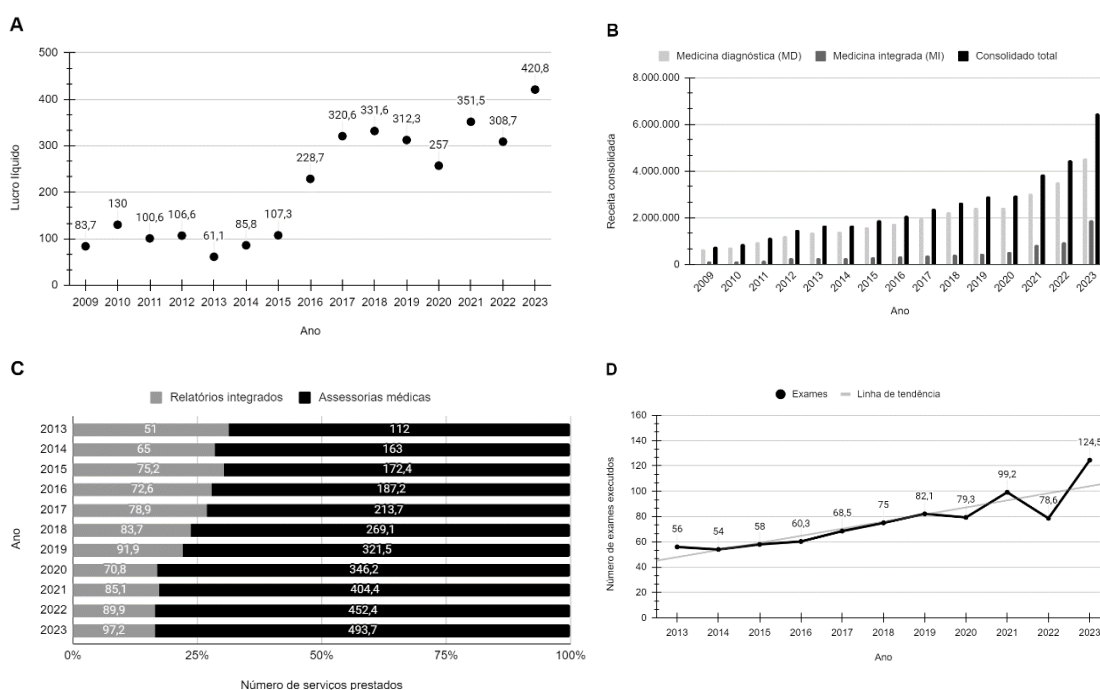 A
500
400
300
200
100
0
Lucro líquido
83,7
130
100,6
106,6
61,1
85,8
107,3
228,7
320,6
331,6
312,3
257
351,5
308,7
420,8
2009 2010 2011 2012 2013 2014 2015 2016 2017 2018 2019 2020 2021 2022 2023
Ano
B
Medicina diagnóstica (MD) Medicina integrada (MI) Consolidado total
8.000.000
6.000.000
4.000.000
2.000.000
0
Receita consolidada
2009 2010 2011 2012 2013 2014 2015 2016 2017 2018 2019 2020 2021 2022 2023
Ano
C
Relatórios integrados Assessorias médicas
Ano
2013 51 112
2014 65 163
2015 75,2 172,4
2016 72,6 187,2
2017 78,9 213,7
2018 83,7 269,1
2019 91,9 321,5
2020 70,8 346,2
2021 85,1 404,4
2022 89,9 452,4
2023 97,2 493,7
0% 25% 50% 75% 100%
Número de serviços prestados
D
Exames Linha de tendência
160
140
120
100
80
60
40
20
0
Número de exames executdos
56
54
58
60,3
68,5
75
82,1
79,3
99,2
78,6
124,5
2013 2014 2015 2016 2017 2018 2019 2020 2021 2022 2023
Ano